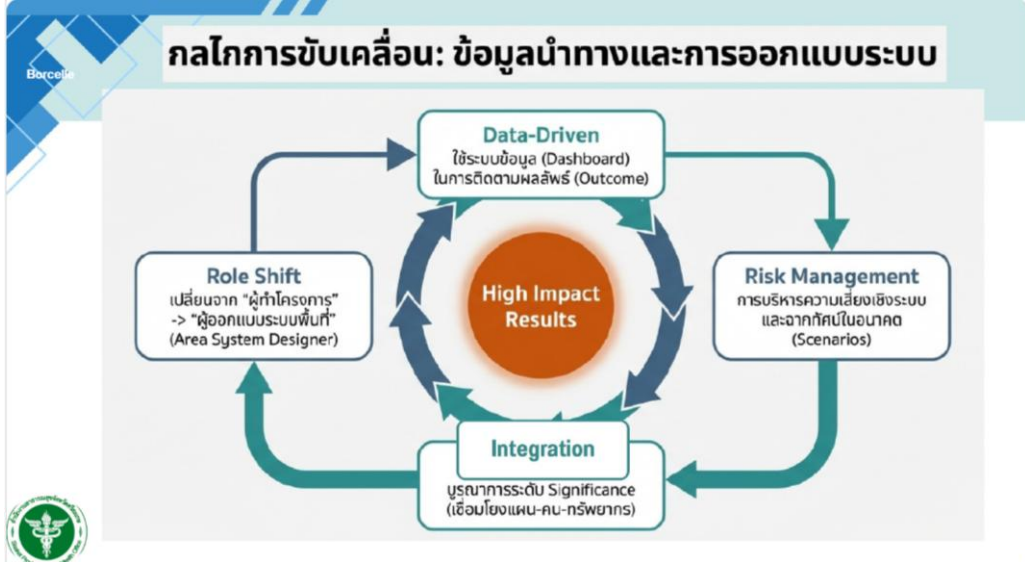 Borcelle
กลไกการขับเคลื่อน: ข้อมูลนำทางและการออกแบบระบบ
Data-Driven
ใช้ระบบข้อมูล (Dashboard)
ในการติดตามผลลัพธ์ (Outcome)
Role Shift
เปลี่ยนจาก “ผู้ทำโครงการ”
-> “ผู้ออกแบบระบบพื้นที่”
(Area System Designer)
High Impact
Results
Risk Management
การบริหารความเสี่ยงเชิงระบบ
และฉากทัศน์ในอนาคต
(Scenarios)
Integration
บูรณาการระดับ Significance
(เชื่อมโยงแผน-คน-ทรัพยากร)